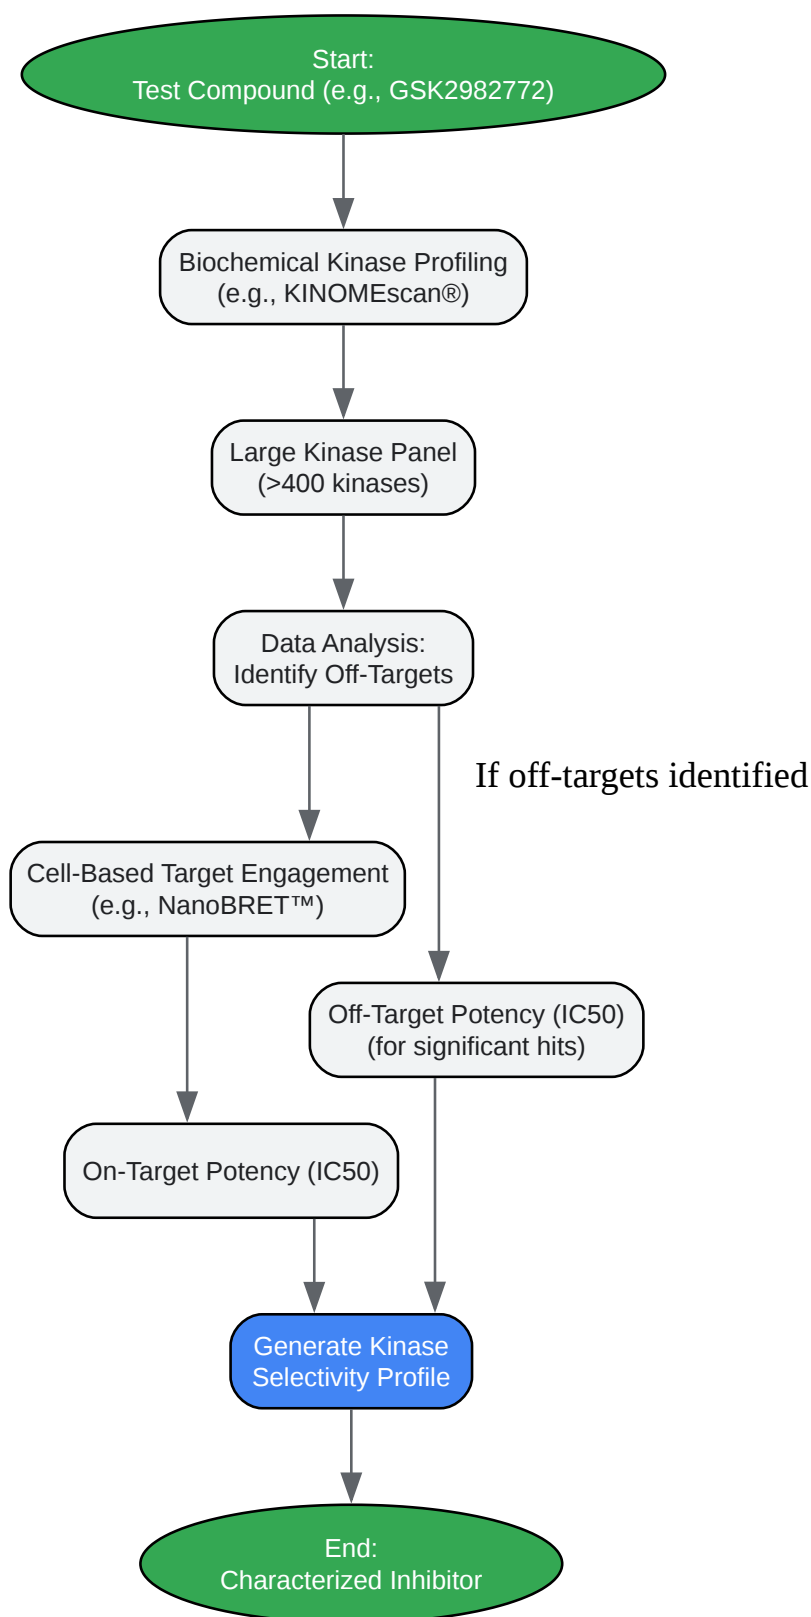 Start:
Test Compound (e.g., GSK2982772)
Biochemical Kinase Profiling
(e.g., KINOMEscan®)
Large Kinase Panel
(>400 kinases)
Data Analysis:
Identify Off-Targets
If off-targets identified
Cell-Based Target Engagement
(e.g., NanoBRET™)
Off-Target Potency (IC50)
(for significant hits)
On-Target Potency (IC50)
Generate Kinase
Selectivity Profile
End:
Characterized Inhibitor